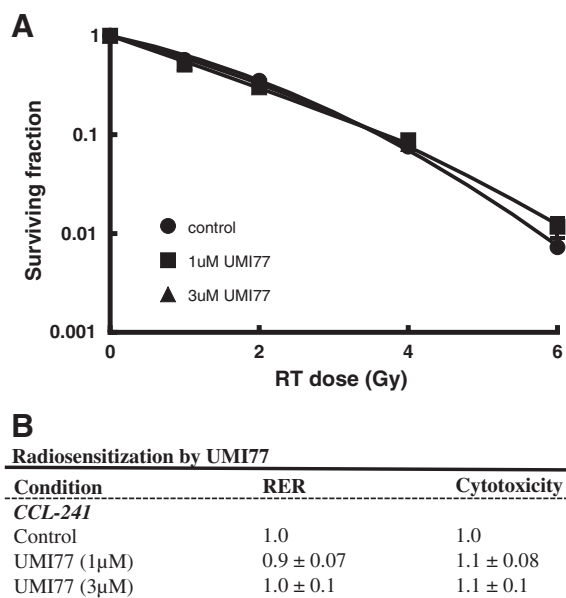 A
1
0.1
0.01
0.001
Surviving fraction
control
1uM UMI77
3uM UMI77
0 2 4 6
RT dose (Gy)
B
Radiosensitization by UMI77
Condition RER Cytotoxicity
CCL-241
Control 1.0 1.0
UMI77 (1µM) 0.9 ± 0.07 1.1 ± 0.08
UMI77 (3µM) 1.0 ± 0.1 1.1 ± 0.1